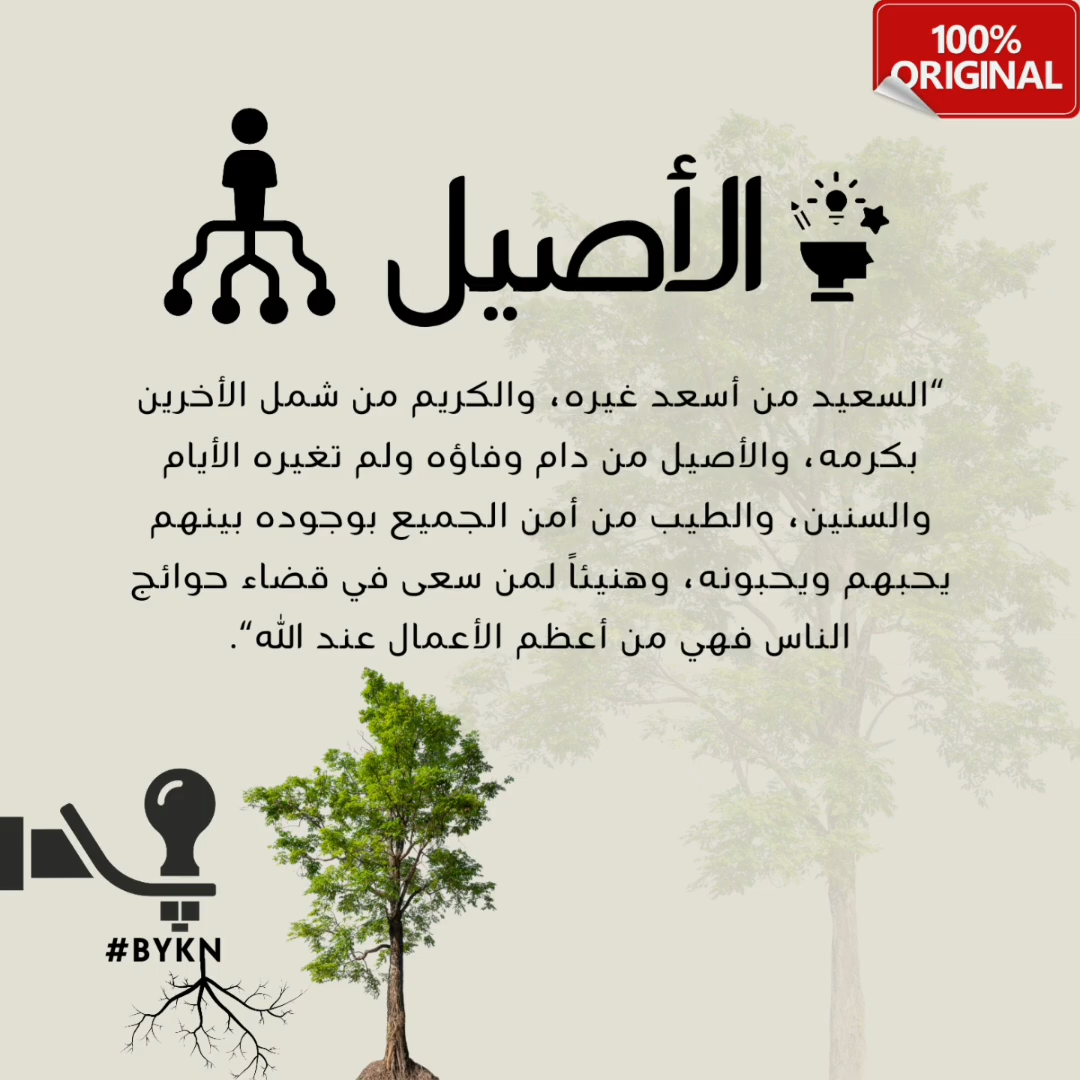 100%
ORIGINAL
الأصيل
“السعيد من أسعد غيره، والكريم من شمل الأخرين
بكرمه، والأصيل من دام وفاؤه ولم تغيره الأيام
والسنين، والطيب من أمن الجميع بوجوده بينهم
يحبهم ويحبونه، وهنيئاً لمن سعى في قضاء حوائج
الناس فهي من أعظم الأعمال عند الله“.
#BYKN